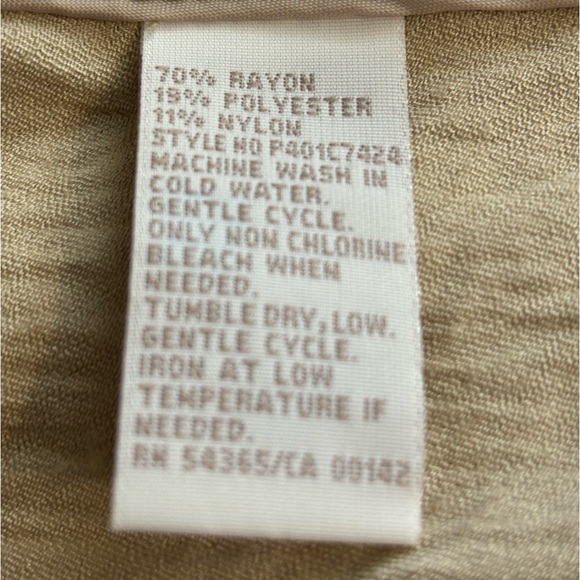 70% RAYON
19% POLYESTER
11% NYLON
STYLE NO P401C7424
MACHINE WASH IN
COLD WATER.
GENTLE CYCLE.
ONLY NON CHLORINE
BLEACH WHEN
NEEDED.
TUMBLE DRY, LOW.
GENTLE CYCLE.
IRON AT LOW
TEMPERATURE IF
NEEDED.
RN 54365/CA 00142